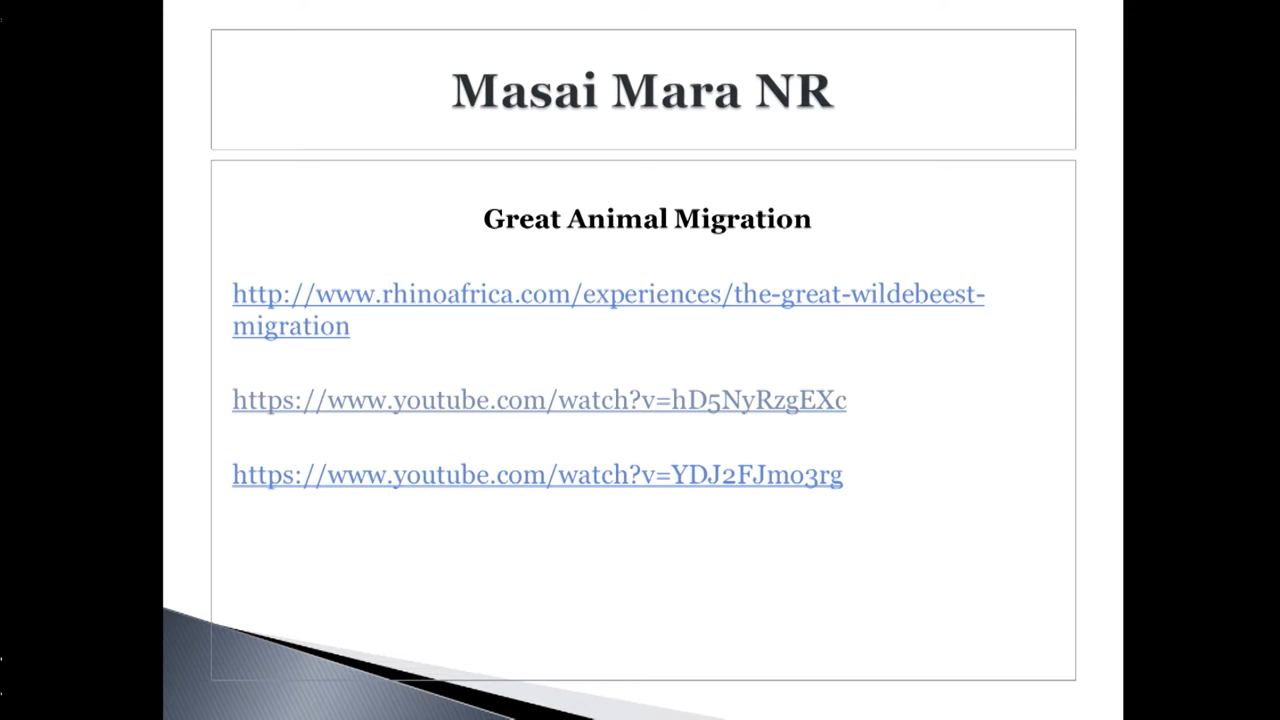 Masai Mara NR
Great Animal Migration
http://www.rhinoafrica.com/experiences/the-great-wildebeest-
migration
https://www.youtube.com/watch?v=hD5NyRzgEXc
https://www.youtube.com/watch?v=YDJ2FJmo3rg